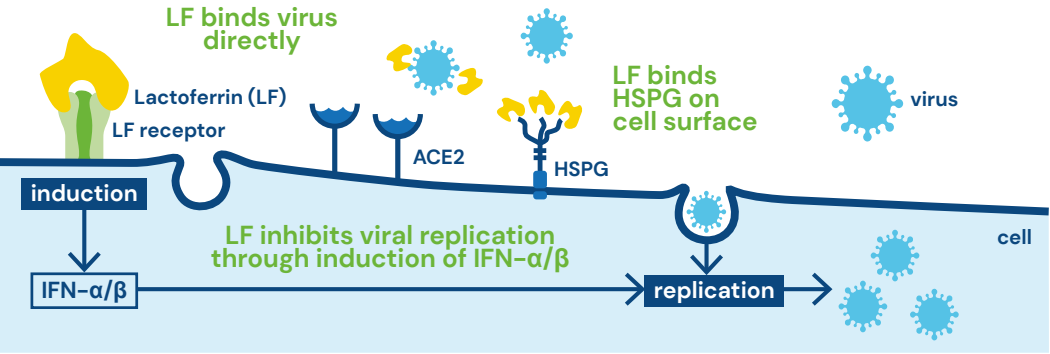 LF binds virus
directly
Lactoferrin (LF)
LF receptor
ACE2
LF binds
HSPG on
cell surface
HSPG
virus
induction
LF inhibits viral replication
through induction of IFN-α/β
cell
IFN-α/β
replication